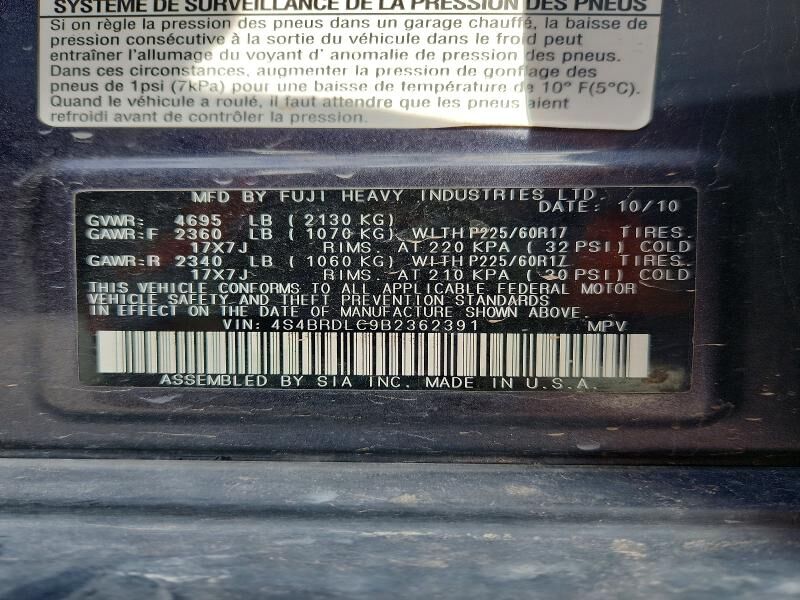 SYSTÈME DE SURVEILLANCE DE LA PRESSION DES PNEUS
Si on règle la pression des pneus dans un garage chauffé, la baisse de
pression consécutive à la sortie du véhicule dans le froid peut
entraîner l'allumage du voyant d' anomalie de pression des pneus.
Dans ces circonstances, augmenter la pression de gonflage des
pneus de 1psi (7kPa) pour une baisse de température de 10° F(5°C).
Quand le véhicule a roulé, il faut attendre que les pneus aient
refroidi avant de contrôler la pression.
MFD BY FUJI HEAVY INDUSTRIES LTD.
DATE: 10/10
GVWR: 4695 LB (2130 KG)
GAWR:F 2360 LB (1070 KG) WITH P225/60R17 TIRES.
17X7J RIMS. AT 220 KPA (32 PSI) COLD
GAWR:R 2340 LB (1060 KG) WITH P225/60R17 TIRES.
17X7J RIMS. AT 210 KPA (30 PSI) COLD
THIS VEHICLE CONFORMS TO ALL APPLICABLE FEDERAL MOTOR
VEHICLE SAFETY AND THEFT PREVENTION STANDARDS
IN EFFECT ON THE DATE OF MANUFACTURE SHOWN ABOVE.
VIN: 4S4BRDLC9B2362391 MPV
ASSEMBLED BY SIA INC. MADE IN U.S.A.